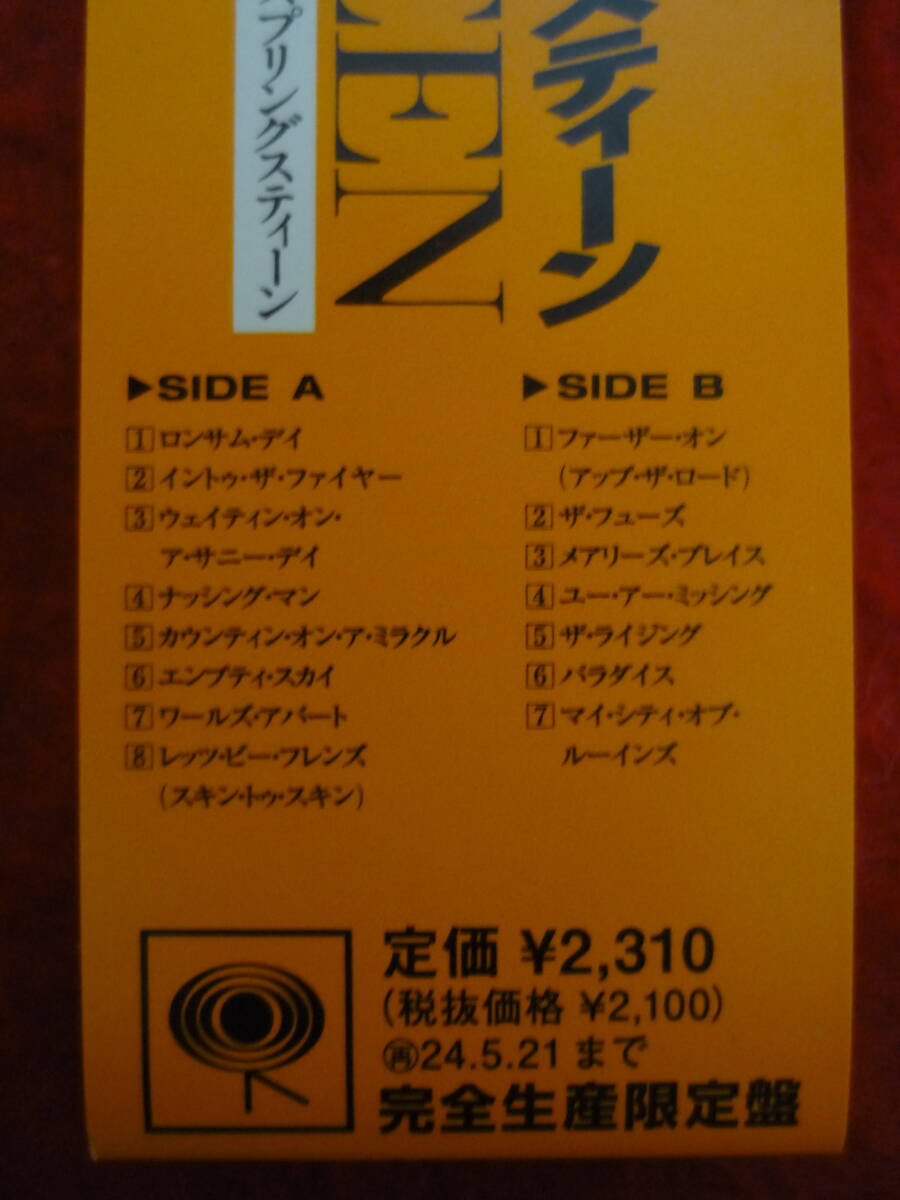 スプリングスティーン
EEN
スティーン
▶SIDE A
1 ロンサム・デイ
2 イントゥ・ザ・ファイヤー
3 ウェイティン・オン・
ア・サニー・デイ
4 ナッシング・マン
5 カウンティン・オン・ア・ミラクル
6 エンプティ・スカイ
7 ワールズ・アパート
8 レッツ・ビー・フレンズ
(スキン・トゥ・スキン)
▶SIDE B
1 ファーザー・オン
(アップ・ザ・ロード)
2 ザ・フューズ
3 メアリーズ・プレイス
4 ユー・アー・ミッシング
5 ザ・ライジング
6 パラダイス
7 マイ・シティ・オブ・
ルーインズ
定価 ¥2,310
(税抜価格 ¥2,100)
㊢24.5.21 まで
完全生産限定盤